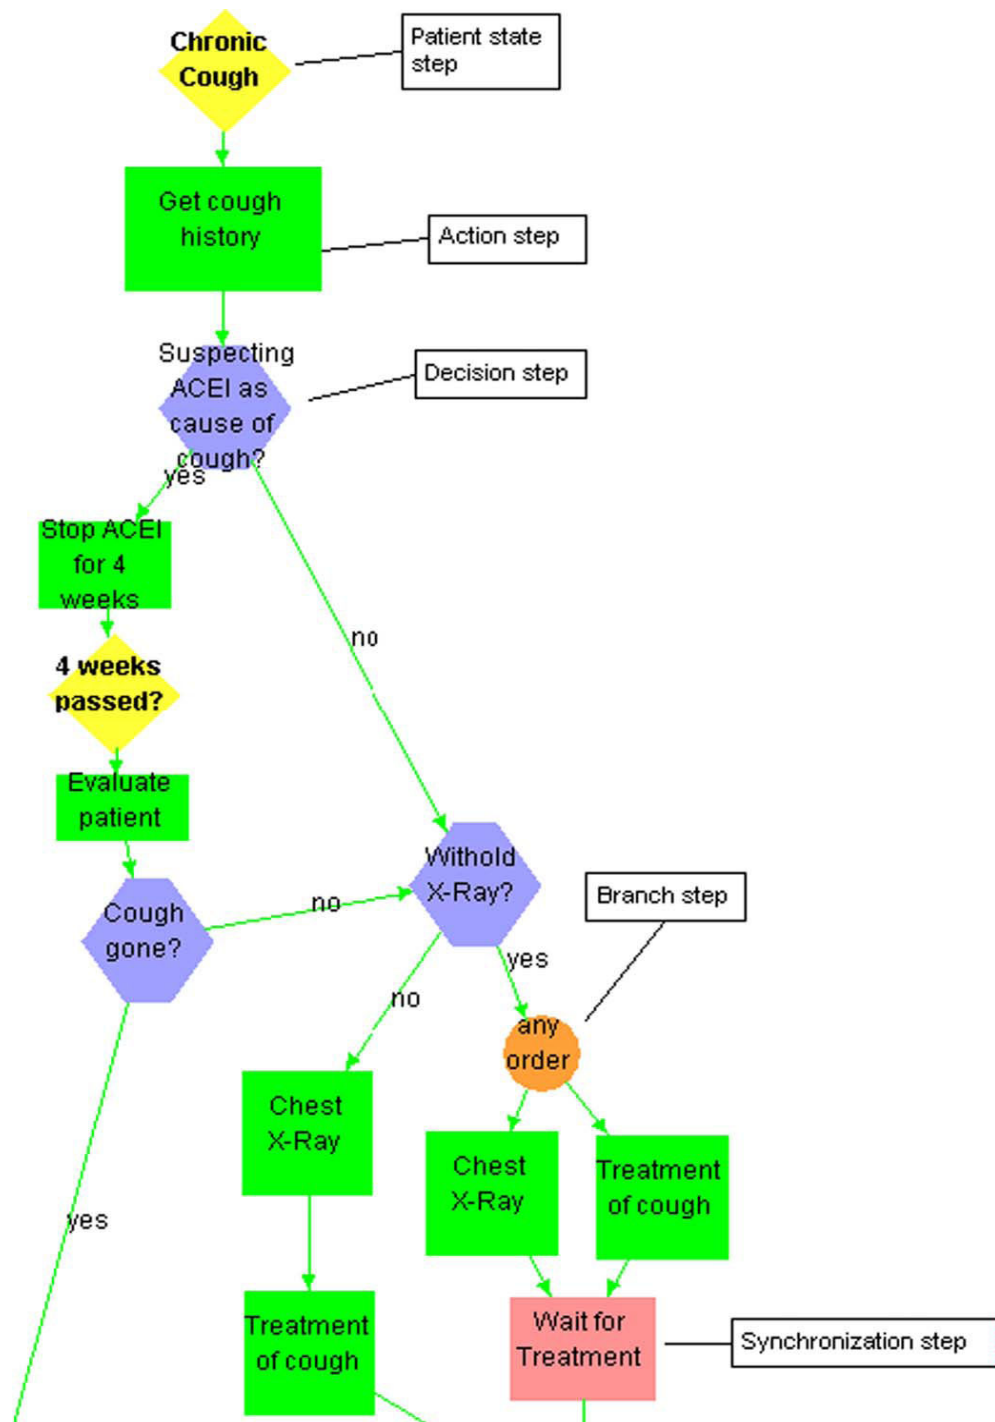 Chronic
Cough
Patient state
step
Get cough
history
Action step
Suspecting
ACEI as
cause of
cough?
Decision step
yes
Stop ACEI
for 4
weeks
no
4 weeks
passed?
Evaluate
patient
Withold
X-Ray?
Cough
gone?
no
Branch step
yes
no
any
order
Chest
X-Ray
Chest
X-Ray
Treatment
of cough
yes
Treatment
of cough
Wait for
Treatment
Synchronization step